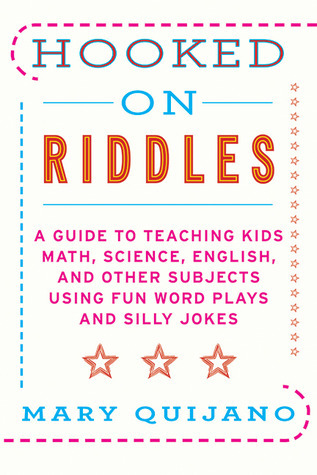 HOOKED
ON
RIDDLES
A GUIDE TO TEACHING KIDS
MATH, SCIENCE, ENGLISH,
AND OTHER SUBJECTS
USING FUN WORD PLAYS
AND SILLY JOKES
MARY QUIJANO